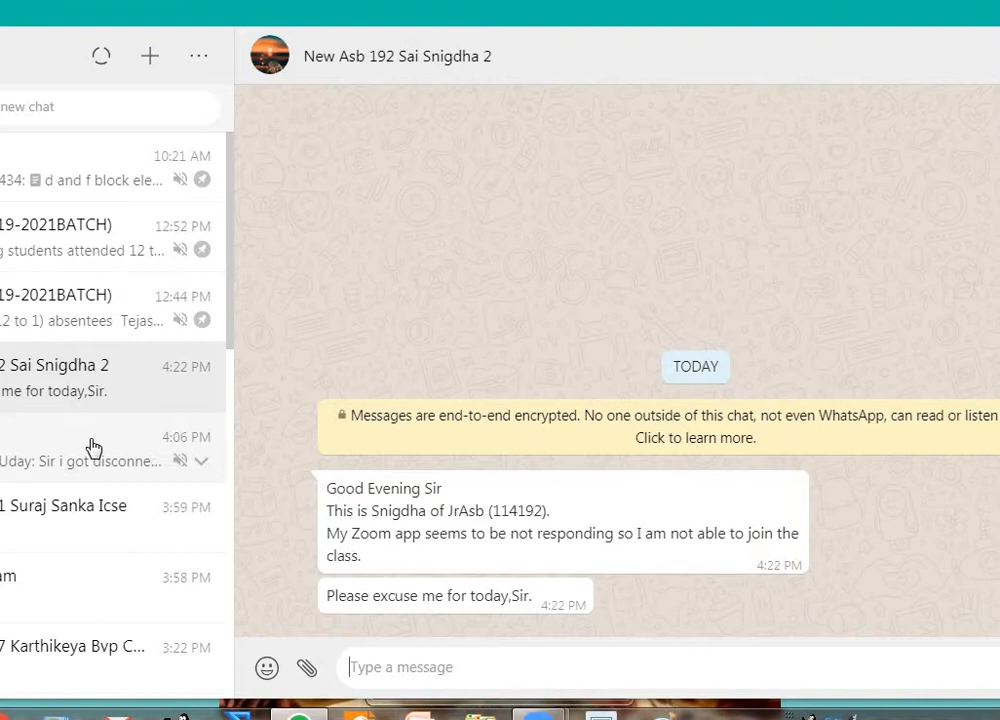 New Asb 192 Sai Snigdha 2
new chat
10:21 AM
434: d and f block ele...
19-2021BATCH)
12:52 PM
g students attended 12 t...
19-2021BATCH)
12:44 PM
12 to 1) absentees Tejas...
2 Sai Snigdha 2
4:22 PM
me for today,Sir.
4:06 PM
Uday: Sir i got disconne...
1 Suraj Sanka Icse
3:59 PM
am
3:58 PM
7 Karthikeya Bvp C...
3:22 PM
TODAY
Messages are end-to-end encrypted. No one outside of this chat, not even WhatsApp, can read or listen
Click to learn more.
Good Evening Sir
This is Snigdha of JrAsb (114192).
My Zoom app seems to be not responding so I am not able to join the
class.
4:22 PM
Please excuse me for today,Sir.
4:22 PM
Type a message